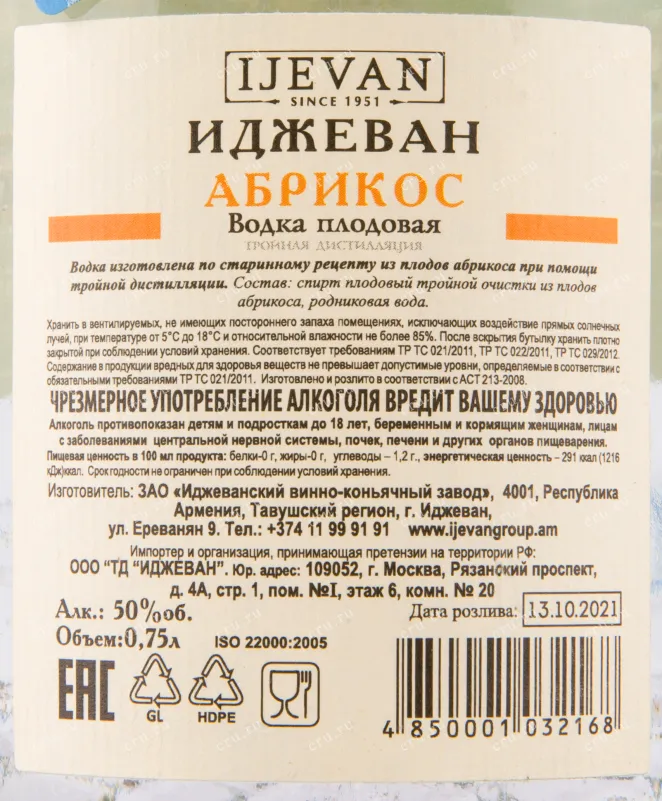 IJEVAN
SINCE 1951
ИДЖЕВАН
АБРИКОС
Водка плодовая
ТРОЙНАЯ ДИСТИЛЛЯЦИЯ
Водка изготовлена по старинному рецепту из плодов абрикоса при помощи
тройной дистилляции. Состав: спирт плодовый тройной очистки из плодов
абрикоса, родниковая вода.
Хранить в вентилируемых, не имеющих постороннего запаха помещениях, исключающих воздействие прямых солнечных
лучей, при температуре от 5°С до 18°С и относительной влажности не более 85%. После вскрытия бутылку хранить плотно
закрытой при соблюдении условий хранения. Соответствует требованиям ТР ТС 021/2011, ТР ТС 022/2011, ТР ТС 029/2012.
Содержание в продукции вредных для здоровья веществ не превышает допустимые уровни, определяемые в соответствии с
обязательными требованиями ТР ТС 021/2011. Изготовлено и розлито в соответствии с АСТ 213-2008.
ЧРЕЗМЕРНОЕ УПОТРЕБЛЕНИЕ АЛКОГОЛЯ ВРЕДИТ ВАШЕМУ ЗДОРОВЬЮ
Алкоголь противопоказан детям и подросткам до 18 лет, беременным и кормящим женщинам, лицам
с заболеваниями центральной нервной системы, почек, печени и других органов пищеварения.
Пищевая ценность в 100 мл продукта: белки-0 г, жиры-0 г, углеводы – 1,2 г., энергетическая ценность – 291 ккал (1216
кДж)ккал. Срок годности не ограничен при соблюдении условий хранения.
Изготовитель: ЗАО «Иджеванский винно-коньячный завод», 4001, Республика
Армения, Тавушский регион, г. Иджеван,
ул. Ереванян 9. Тел.: +374 11 99 91 91 www.ijevangroup.am
Импортер и организация, принимающая претензии на территории РФ:
ООО "ТД "ИДЖЕВАН". Юр. адрес: 109052, г. Москва, Рязанский проспект,
д. 4А, стр. 1, пом. №I, этаж 6, комн. № 20
Алк.: 50%об.
Дата розлива: 13.10.2021
Объем:0,75л
ISO 22000:2005
EAC
GL
HDPE
4 850001 032168